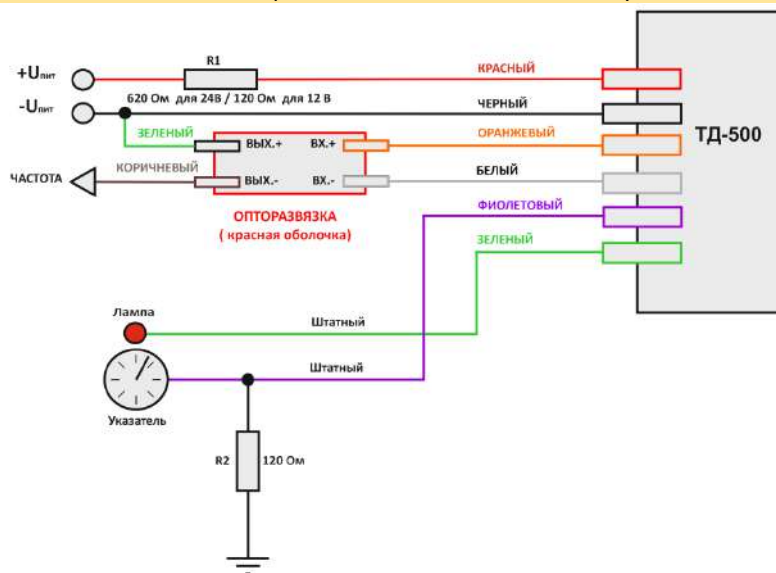 R1
+Uпит
КРАСНЫЙ
620 Ом для 24В / 120 Ом для 12 В
-Uпит
ЧЕРНЫЙ
ТД-500
ЗЕЛЕНЫЙ
ВЫХ.+ ВХ.+
ОРАНЖЕВЫЙ
ЧАСТОТА
КОРИЧНЕВЫЙ
ВЫХ.- ВХ.-
БЕЛЫЙ
ОПТОРАЗВЯЗКА
( красная оболочка)
ФИОЛЕТОВЫЙ
ЗЕЛЕНЫЙ
Лампа
Штатный
Штатный
Указатель
R2 120 Ом